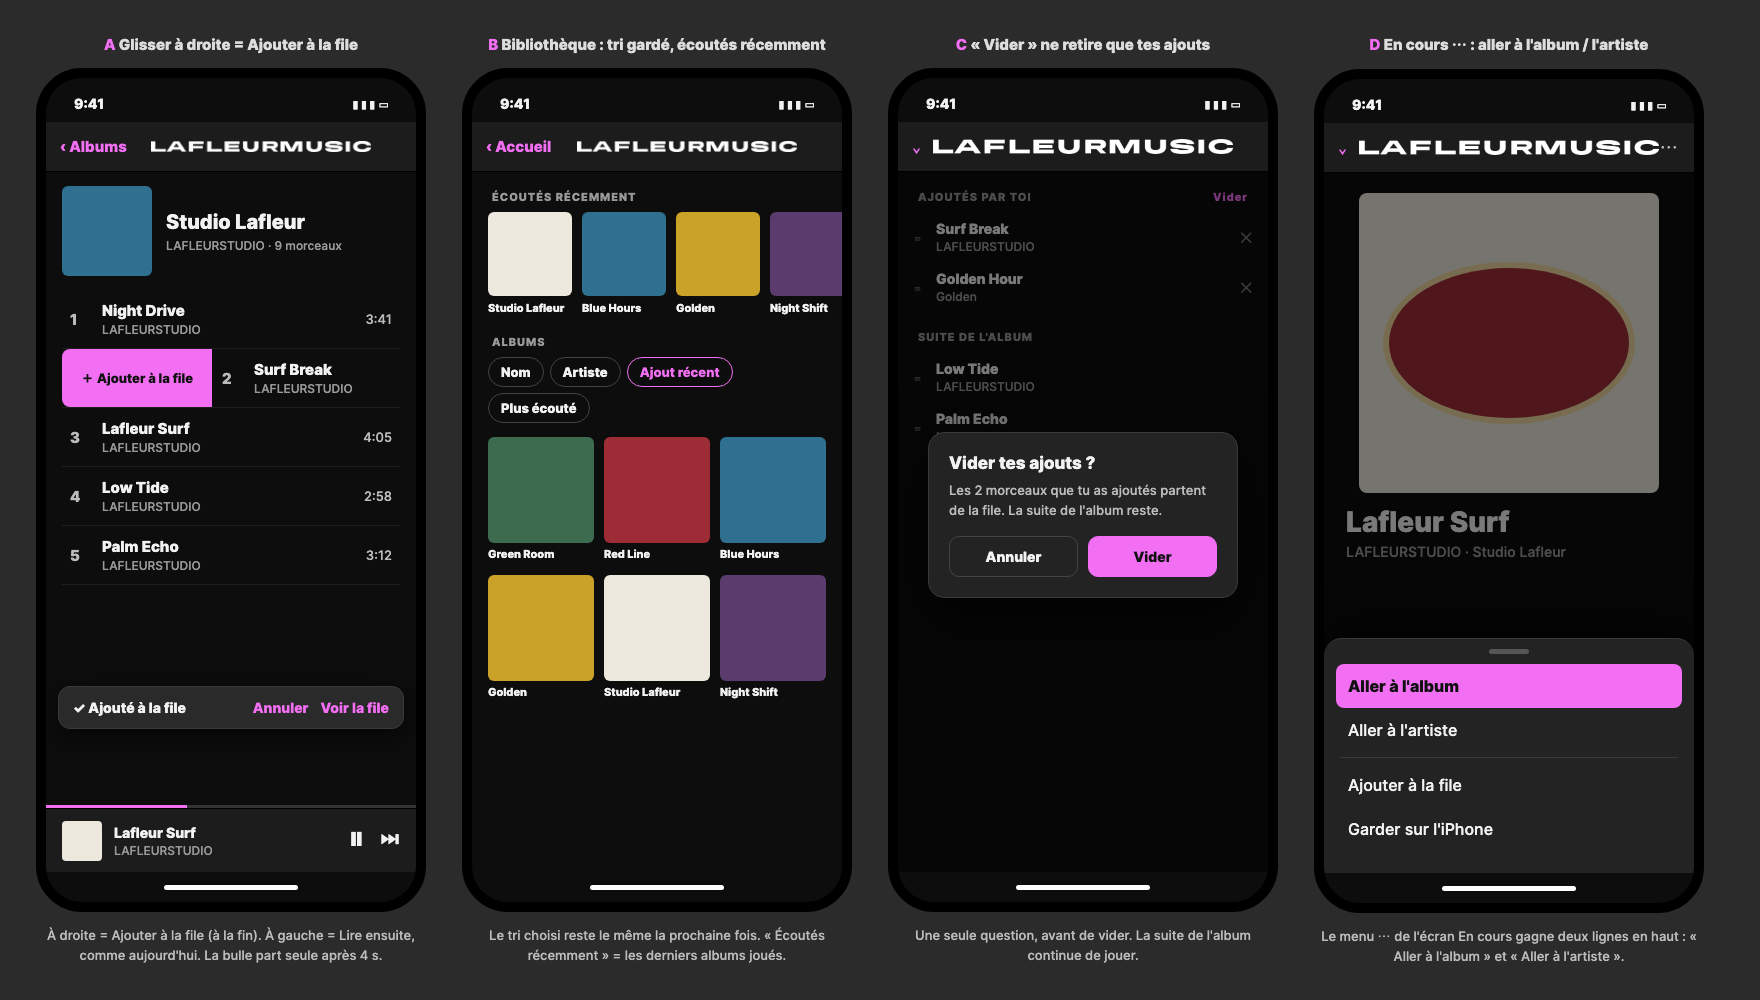 A Glisser à droite = Ajouter à la file
9:41
‹ Albums
LAFLEURMUSIC
Studio Lafleur
LAFLEURSTUDIO · 9 morceaux
1
Night Drive
LAFLEURSTUDIO
3:41
+ Ajouter à la file
2
Surf Break
LAFLEURSTUDIO
3
Lafleur Surf
LAFLEURSTUDIO
4:05
4
Low Tide
LAFLEURSTUDIO
2:58
5
Palm Echo
LAFLEURSTUDIO
3:12
✓ Ajouté à la file
Annuler
Voir la file
Lafleur Surf
LAFLEURSTUDIO
À droite = Ajouter à la file (à la fin). À gauche = Lire ensuite,
comme aujourd'hui. La bulle part seule après 4 s.
B Bibliothèque : tri gardé, écoutés récemment
9:41
‹ Accueil
LAFLEURMUSIC
ÉCOUTÉS RÉCEMMENT
Studio Lafleur
Blue Hours
Golden
Night Shift
ALBUMS
Nom
Artiste
Ajout récent
Plus écouté
Green Room
Red Line
Blue Hours
Golden
Studio Lafleur
Night Shift
Le tri choisi reste le même la prochaine fois. « Écoutés
récemment » = les derniers albums joués.
C « Vider » ne retire que tes ajouts
9:41
LAFLEURMUSIC
AJOUTÉS PAR TOI
Vider
Surf Break
LAFLEURSTUDIO
Golden Hour
Golden
SUITE DE L'ALBUM
Low Tide
LAFLEURSTUDIO
Palm Echo
Vider tes ajouts ?
Les 2 morceaux que tu as ajoutés partent
de la file. La suite de l'album reste.
Annuler
Vider
Une seule question, avant de vider. La suite de l'album
continue de jouer.
D En cours ··· : aller à l'album / l'artiste
9:41
LAFLEURMUSIC
···
Lafleur Surf
LAFLEURSTUDIO · Studio Lafleur
Aller à l'album
Aller à l'artiste
Ajouter à la file
Garder sur l'iPhone
Le menu ··· de l'écran En cours gagne deux lignes en haut : «
Aller à l'album » et « Aller à l'artiste ».